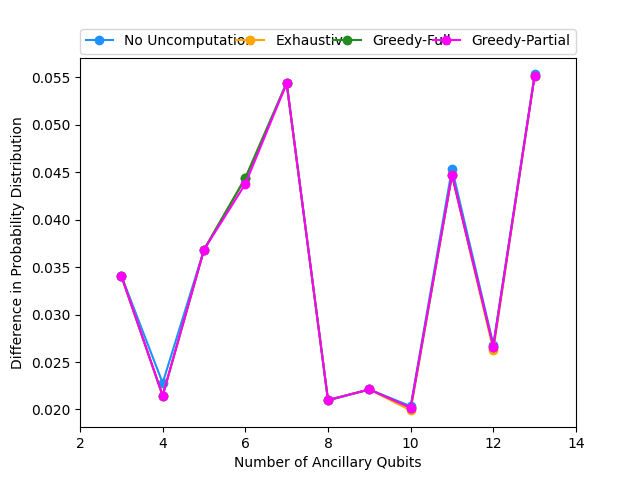 No Uncomputation Exhaustive Greedy-Full Greedy-Partial
0.055
0.050
0.045
0.040
0.035
0.030
0.025
0.020
Difference in Probability Distribution
2 4 6 8 10 12 14
Number of Ancillary Qubits